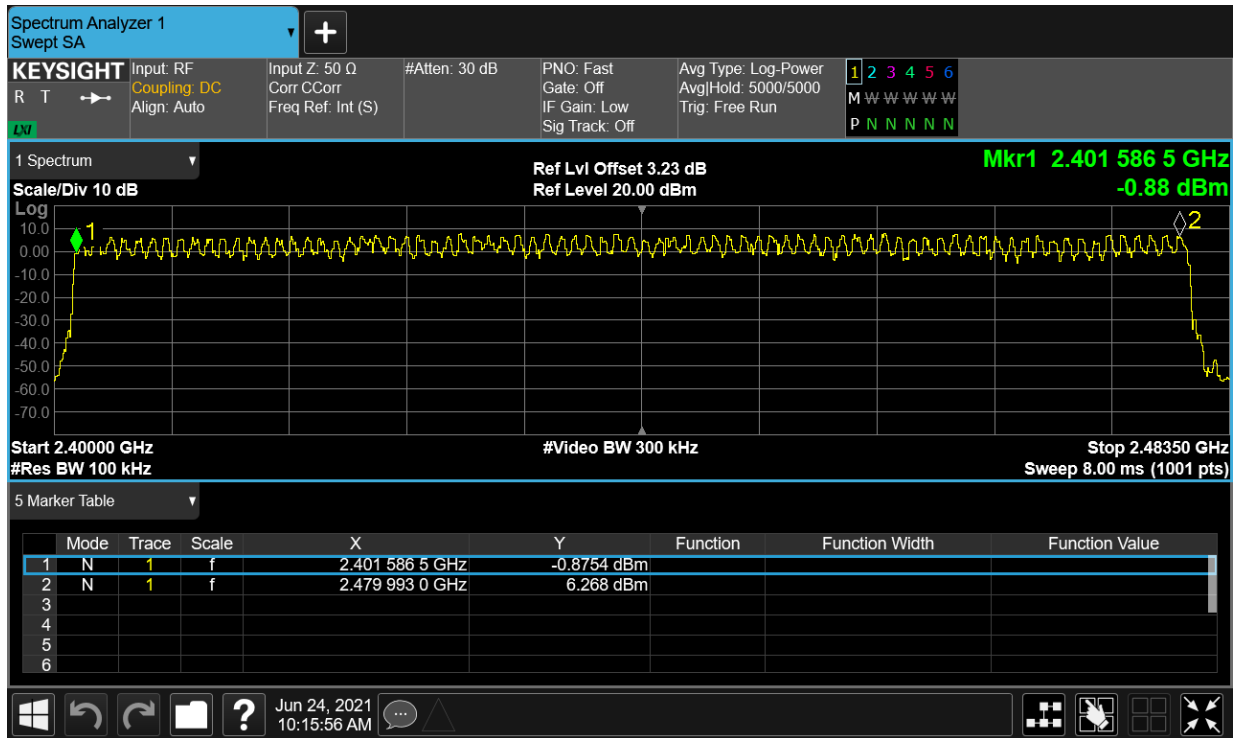 Spectrum Analyzer 1
Swept SA
KEYSIGHT
R T
LXI
Input: RF
Coupling: DC
Align: Auto
Input Z: 50 Ω
Corr CCorr
Freq Ref: Int (S)
#Atten: 30 dB
PNO: Fast
Gate: Off
IF Gain: Low
Sig Track: Off
Avg Type: Log-Power
Avg|Hold: 5000/5000
Trig: Free Run
1 2 3 4 5 6
M W W W W W
P N N N N N
1 Spectrum
Scale/Div 10 dB
Ref Lvl Offset 3.23 dB
Ref Level 20.00 dBm
Mkr1 2.401 586 5 GHz
-0.88 dBm
Log
10.0
0.00
-10.0
-20.0
-30.0
-40.0
-50.0
-60.0
-70.0
1
2
Start 2.40000 GHz
#Res BW 100 kHz
#Video BW 300 kHz
Stop 2.48350 GHz
Sweep 8.00 ms (1001 pts)
5 Marker Table
Mode Trace Scale X Y Function Function Width Function Value
1 N 1 f 2.401 586 5 GHz -0.8754 dBm
2 N 1 f 2.479 993 0 GHz 6.268 dBm
3
4
5
6
?
Jun 24, 2021
10:15:56 AM